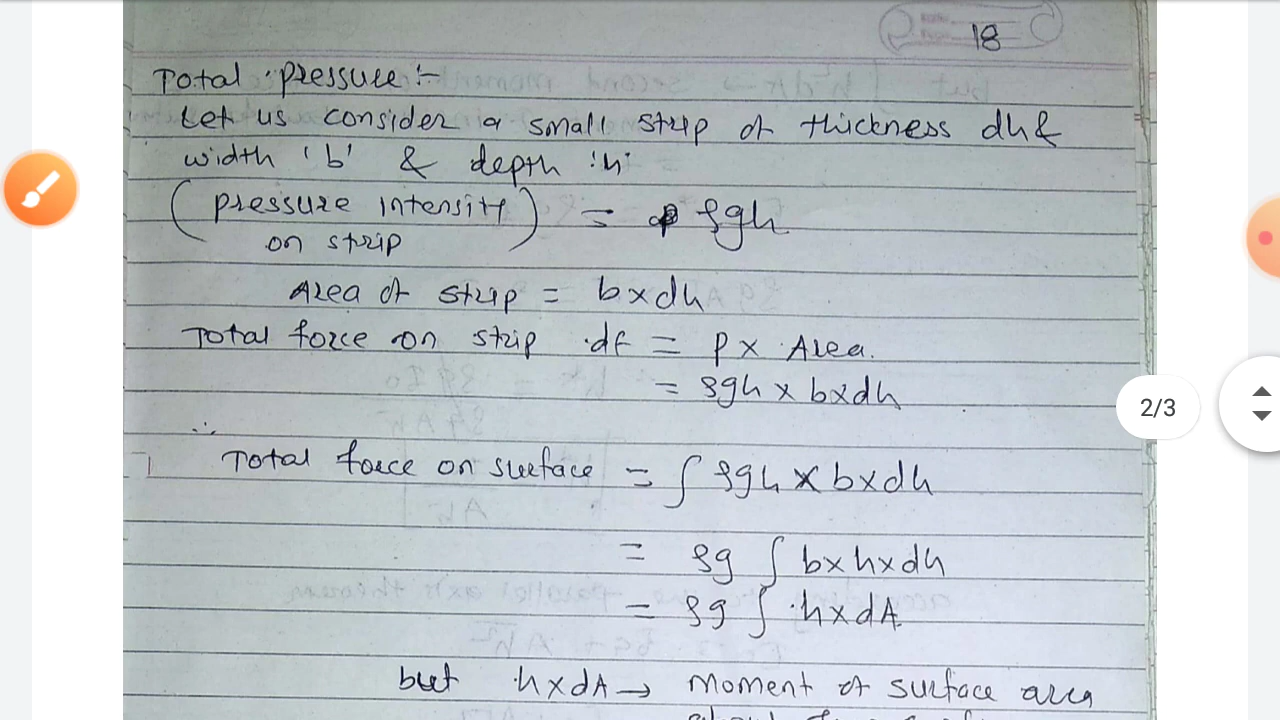 18
Total Pressure :-
Let us consider a small strip of thickness dh &
width 'b' & depth 'h'
(Pressure intensity on strip) = ρgh
Area of strip = b×dh
Total force on strip dF = P× Area.
= ρgh × b×dh
∴
Total force on surface = ∫ ρgh × b×dh
= ρg ∫ b×h×dh
= ρg ∫ h×dA
but h×dA → Moment of surface area
2/3